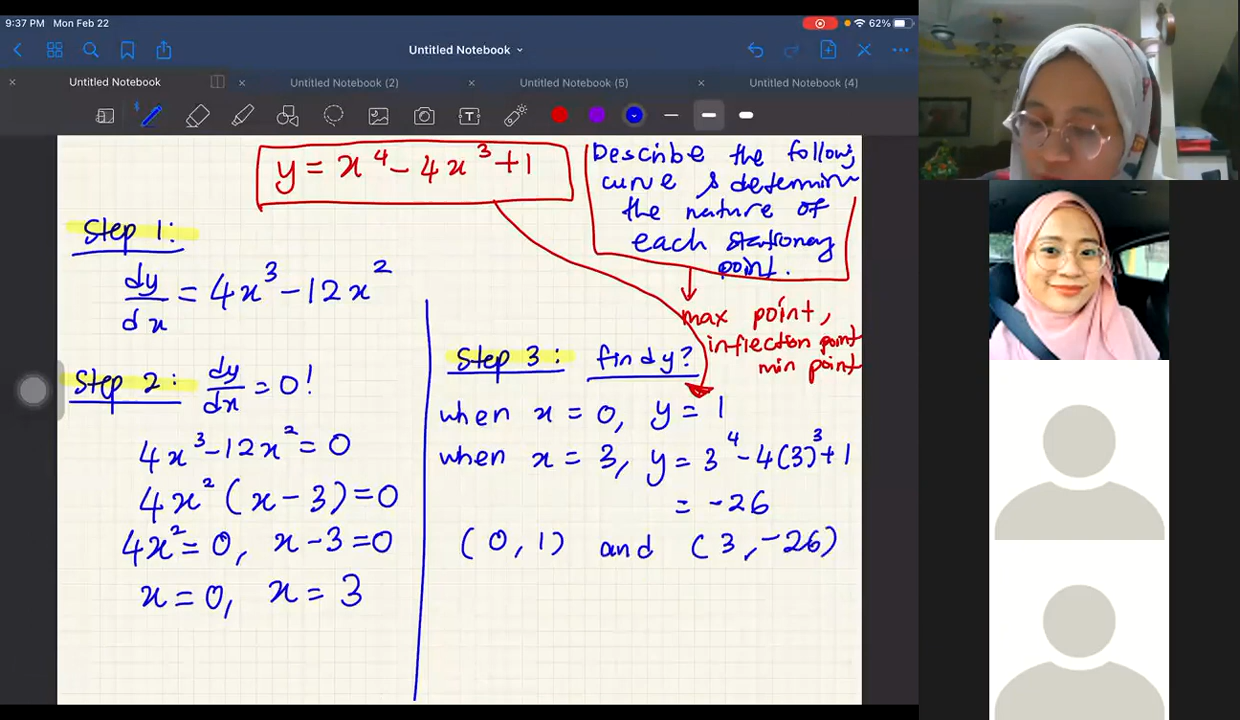 9:37 PM Mon Feb 22
62%
Untitled Notebook
Untitled Notebook
Untitled Notebook (2)
Untitled Notebook (5)
Untitled Notebook (4)
y = x⁴ - 4x³ + 1
Describe the follow
curve & determin
the nature of
each stationary
point.
max point,
inflection point
min point
Step 1:
dy/dx = 4x³ - 12x²
Step 2: dy/dx = 0!
4x³ - 12x² = 0
4x² (x - 3) = 0
4x² = 0, x - 3 = 0
x = 0, x = 3
Step 3: find y?
when x = 0, y = 1
when x = 3, y = 3⁴ - 4(3)³ + 1
= -26
(0, 1) and (3, -26)